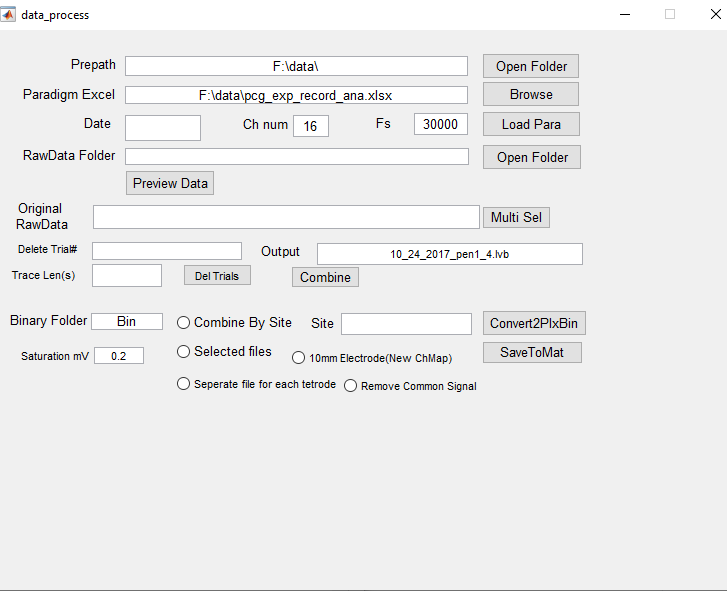 data_process
Prepath F:\data\ Open Folder
Paradigm Excel F:\data\pcg_exp_record_ana.xlsx Browse
Date Ch num 16 Fs 30000 Load Para
RawData Folder Open Folder
Preview Data
Original
RawData Multi Sel
Delete Trial# Output 10_24_2017_pen1_4.lvb
Trace Len(s) Del Trials Combine
Binary Folder Bin Combine By Site Site Convert2PlxBin
Saturation mV 0.2 Selected files 10mm Electrode(New ChMap) SaveToMat
Seperate file for each tetrode Remove Common Signal